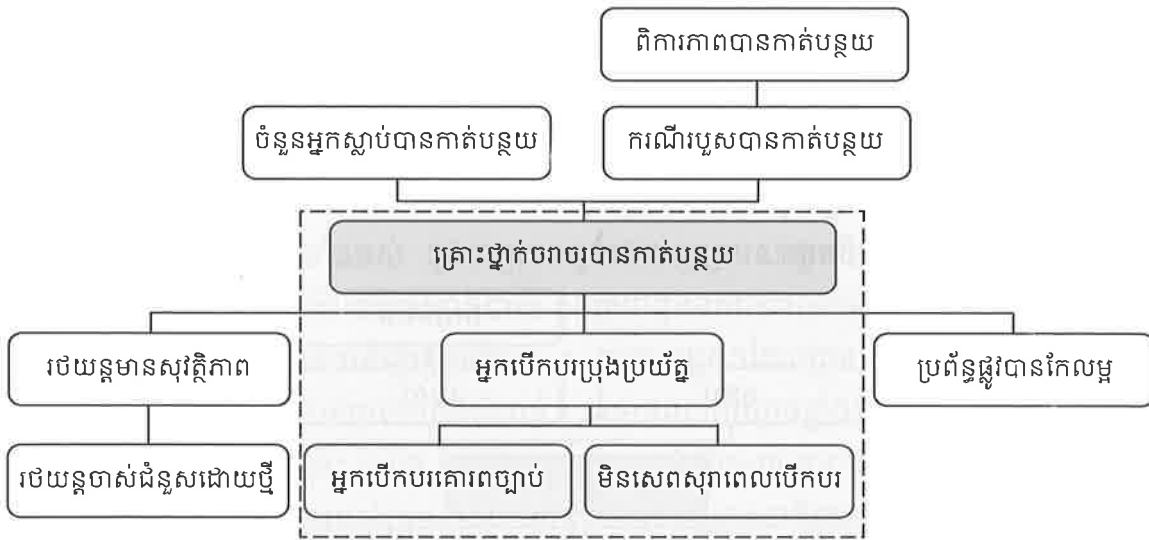 ពិការភាពបានកាត់បន្ថយ
ចំនួនអ្នកស្លាប់បានកាត់បន្ថយ
ករណីរបួសបានកាត់បន្ថយ
គ្រោះថ្នាក់ចរាចរបានកាត់បន្ថយ
រថយន្តមានសុវត្ថិភាព
អ្នកបើកបរប្រុងប្រយ័ត្ន
ប្រព័ន្ធផ្លូវបានកែលម្អ
រថយន្តចាស់ជំនួសដោយថ្មី
អ្នកបើកបរគោរពច្បាប់
មិនសេពសុរាពេលបើកបរ